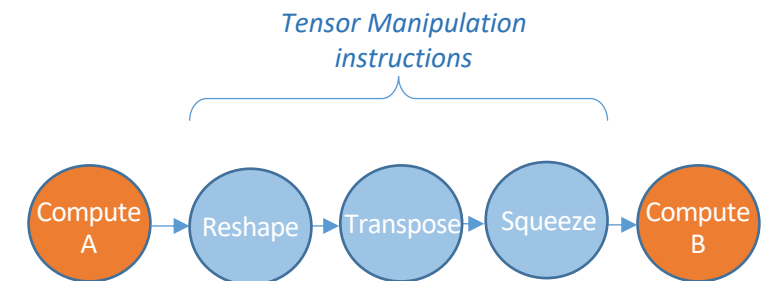 Tensor Manipulation
instructions
Compute
A
Reshape
Transpose
Squeeze
Compute
B